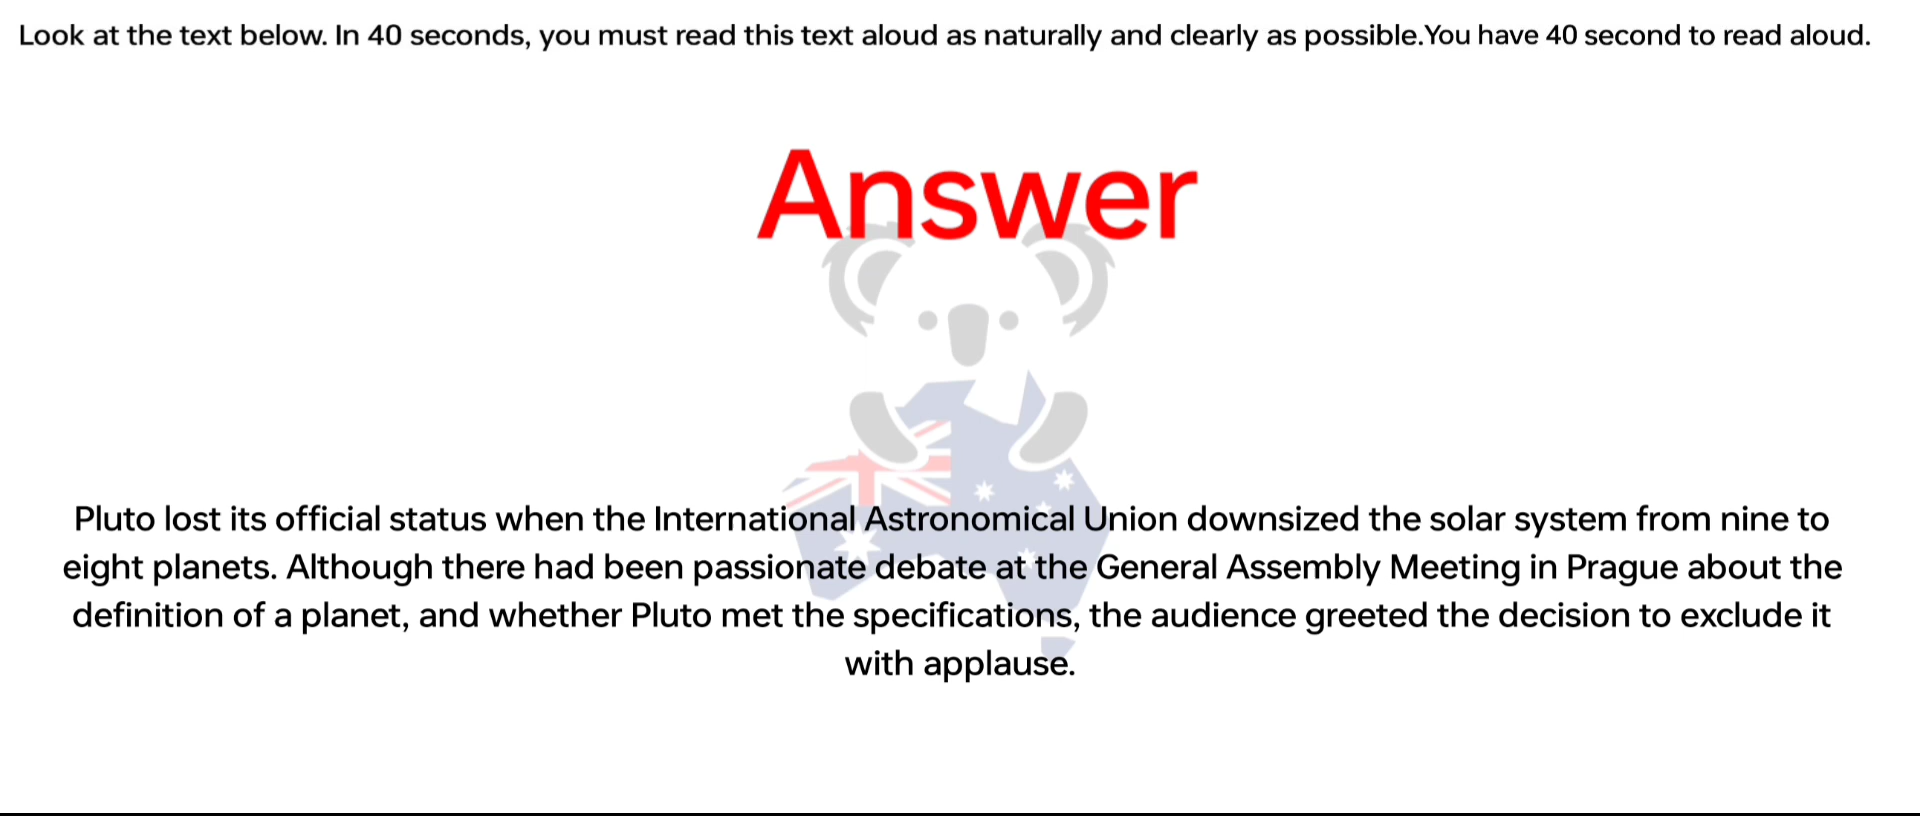 Look at the text below. In 40 seconds, you must read this text aloud as naturally and clearly as possible.You have 40 second to read aloud.
Answer
Pluto lost its official status when the International Astronomical Union downsized the solar system from nine to
eight planets. Although there had been passionate debate at the General Assembly Meeting in Prague about the
definition of a planet, and whether Pluto met the specifications, the audience greeted the decision to exclude it
with applause.